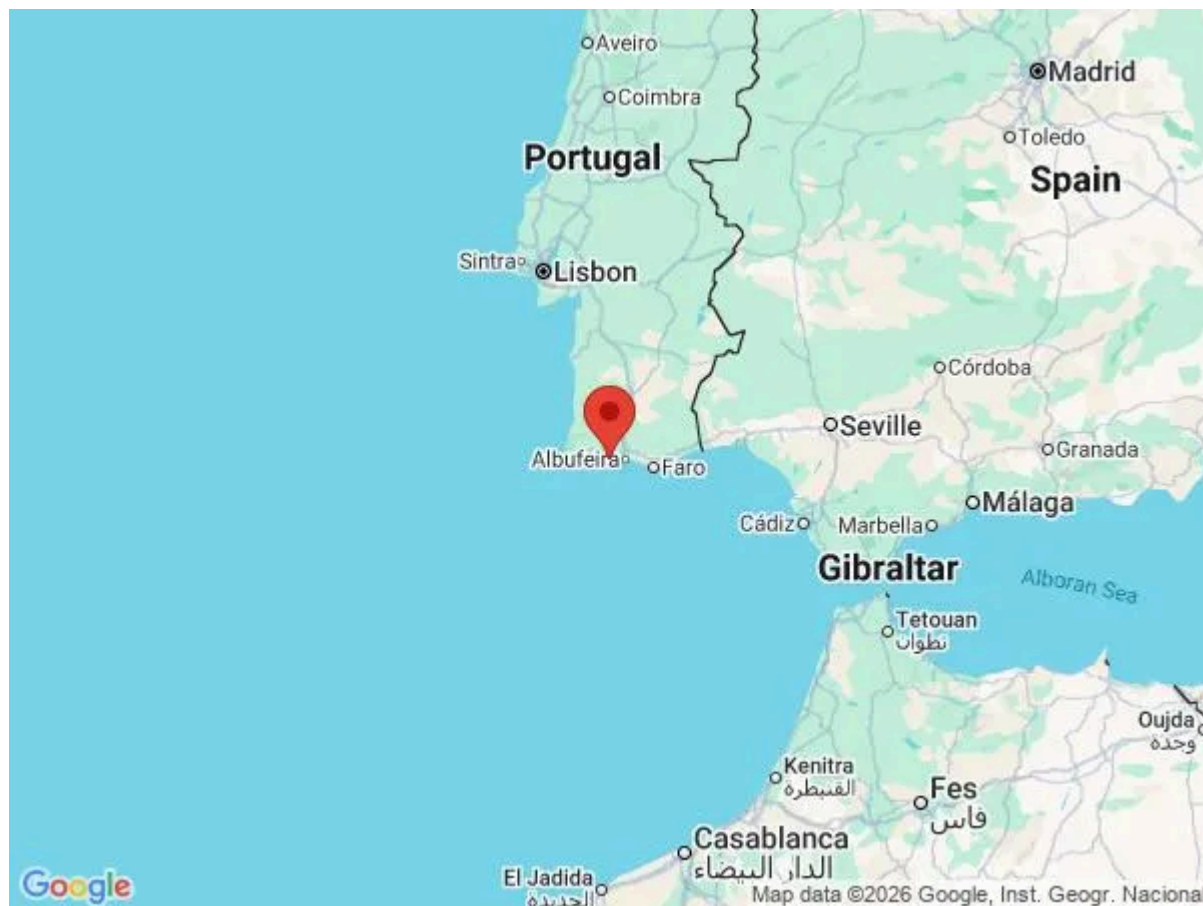 Aveiro
Madrid
Coimbra
Toledo
Portugal
Spain
Sintra
Lisbon
Córdoba
Seville
Granada
Albufeira
Faro
Málaga
Cádiz
Marbella
Gibraltar
Alboran Sea
Tetouan
تطوان
Oujda
وجدة
Kenitra
القنيطرة
Fes
فاس
Casablanca
الدار البيضاء
El Jadida
الجديدة
Google
Map data ©2026 Google, Inst. Geogr. Nacional